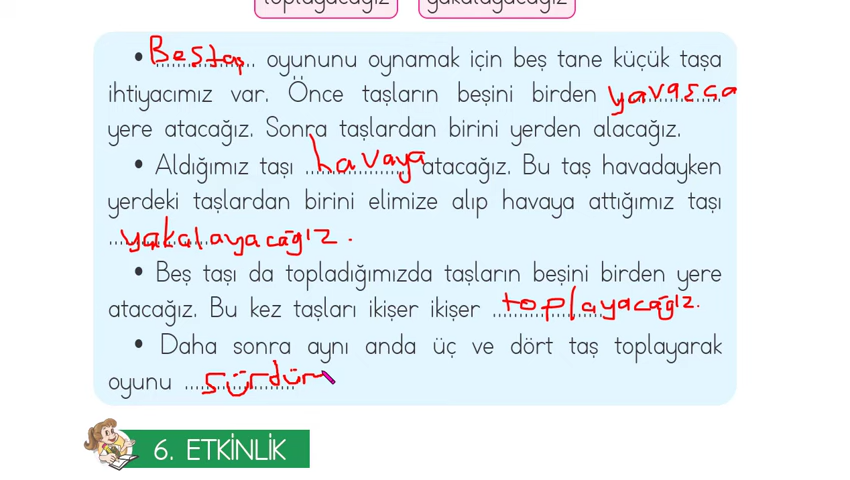 toplayacağız yakalayacağız
• Beştaş oyununu oynamak için beş tane küçük taşa
ihtiyacımız var. Önce taşların beşini birden yavaşça
yere atacağız. Sonra taşlardan birini yerden alacağız.
• Aldığımız taşı havaya atacağız. Bu taş havadayken
yerdeki taşlardan birini elimize alıp havaya attığımız taşı
yakalayacağız.
• Beş taşı da topladığımızda taşların beşini birden yere
atacağız. Bu kez taşları ikişer ikişer toplayacağız.
• Daha sonra aynı anda üç ve dört taş toplayarak
oyunu sürdür
6. ETKİNLİK